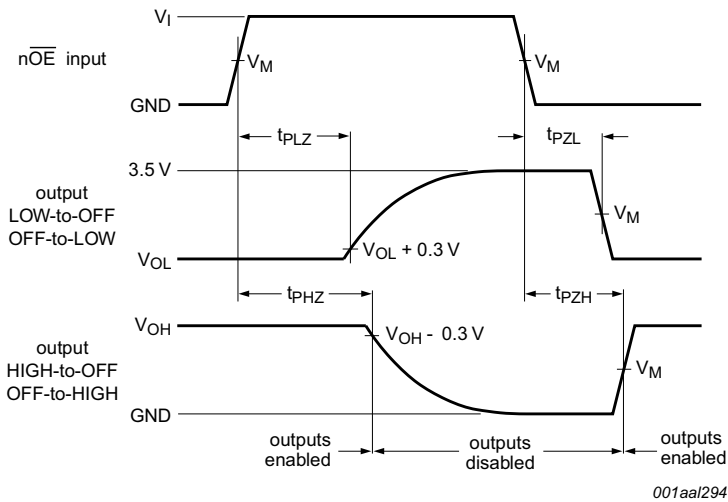 V_I
nOE̅ input
V_M
V_M
GND
t_PLZ
t_PZL
3.5 V
output
LOW-to-OFF
OFF-to-LOW
V_M
V_OL + 0.3 V
V_OL
t_PHZ
t_PZH
V_OH
V_OH - 0.3 V
output
HIGH-to-OFF
OFF-to-HIGH
V_M
GND
outputs
enabled
outputs
disabled
outputs
enabled
001aal294